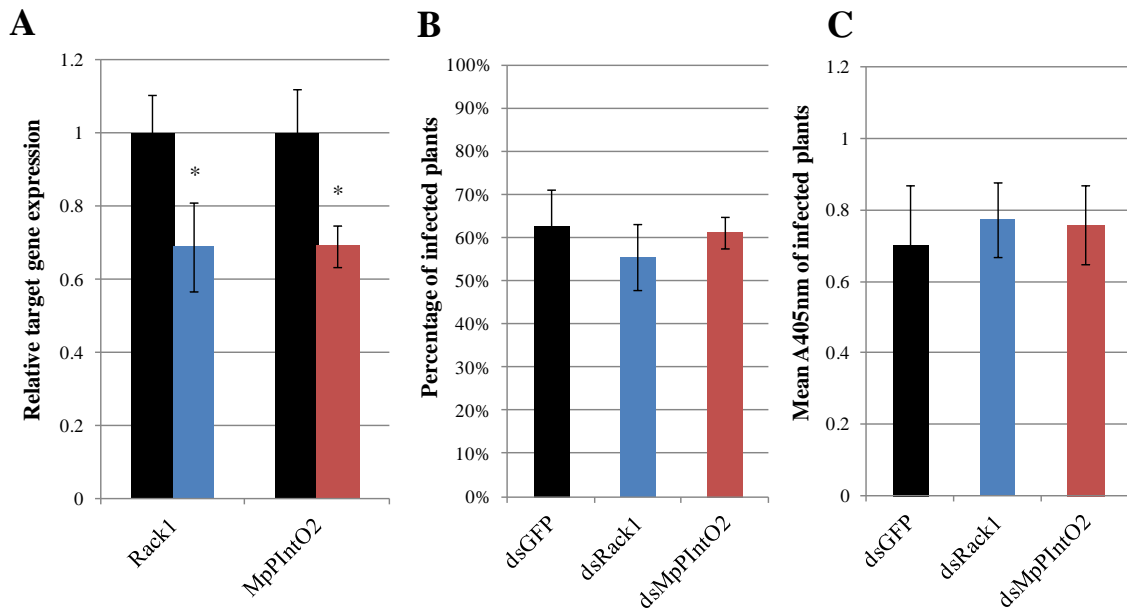 A
Relative target gene expression
1.2
1
0.8
0.6
0.4
0.2
0
*
*
Rack1
MpPIntO2
B
Percentage of infected plants
100%
90%
80%
70%
60%
50%
40%
30%
20%
10%
0%
dsGFP
dsRack1
dsMpPIntO2
C
Mean A405nm of infected plants
1.2
1
0.8
0.6
0.4
0.2
0
dsGFP
dsRack1
dsMpPIntO2